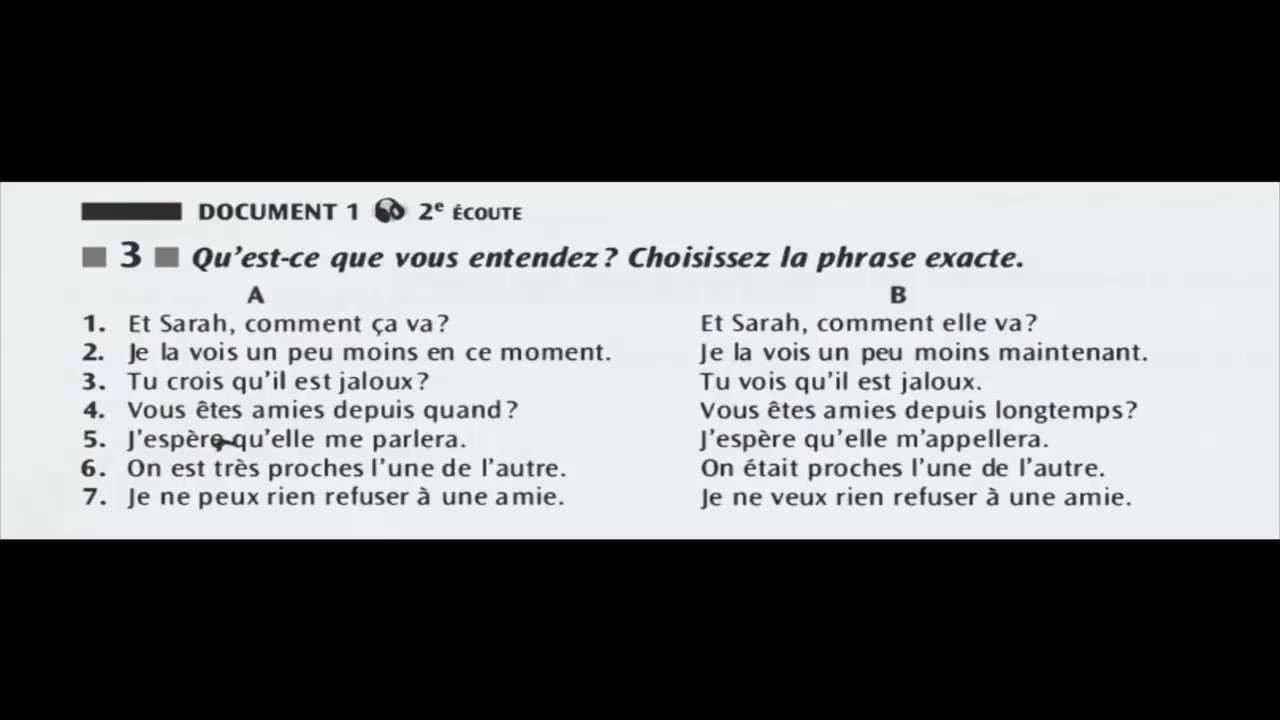 DOCUMENT 1 2e ÉCOUTE
3 Qu'est-ce que vous entendez ? Choisissez la phrase exacte.
A B
1. Et Sarah, comment ça va ? Et Sarah, comment elle va ?
2. Je la vois un peu moins en ce moment. Je la vois un peu moins maintenant.
3. Tu crois qu'il est jaloux ? Tu vois qu'il est jaloux.
4. Vous êtes amies depuis quand ? Vous êtes amies depuis longtemps ?
5. J'espère qu'elle me parlera. J'espère qu'elle m'appellera.
6. On est très proches l'une de l'autre. On était proches l'une de l'autre.
7. Je ne peux rien refuser à une amie. Je ne veux rien refuser à une amie.